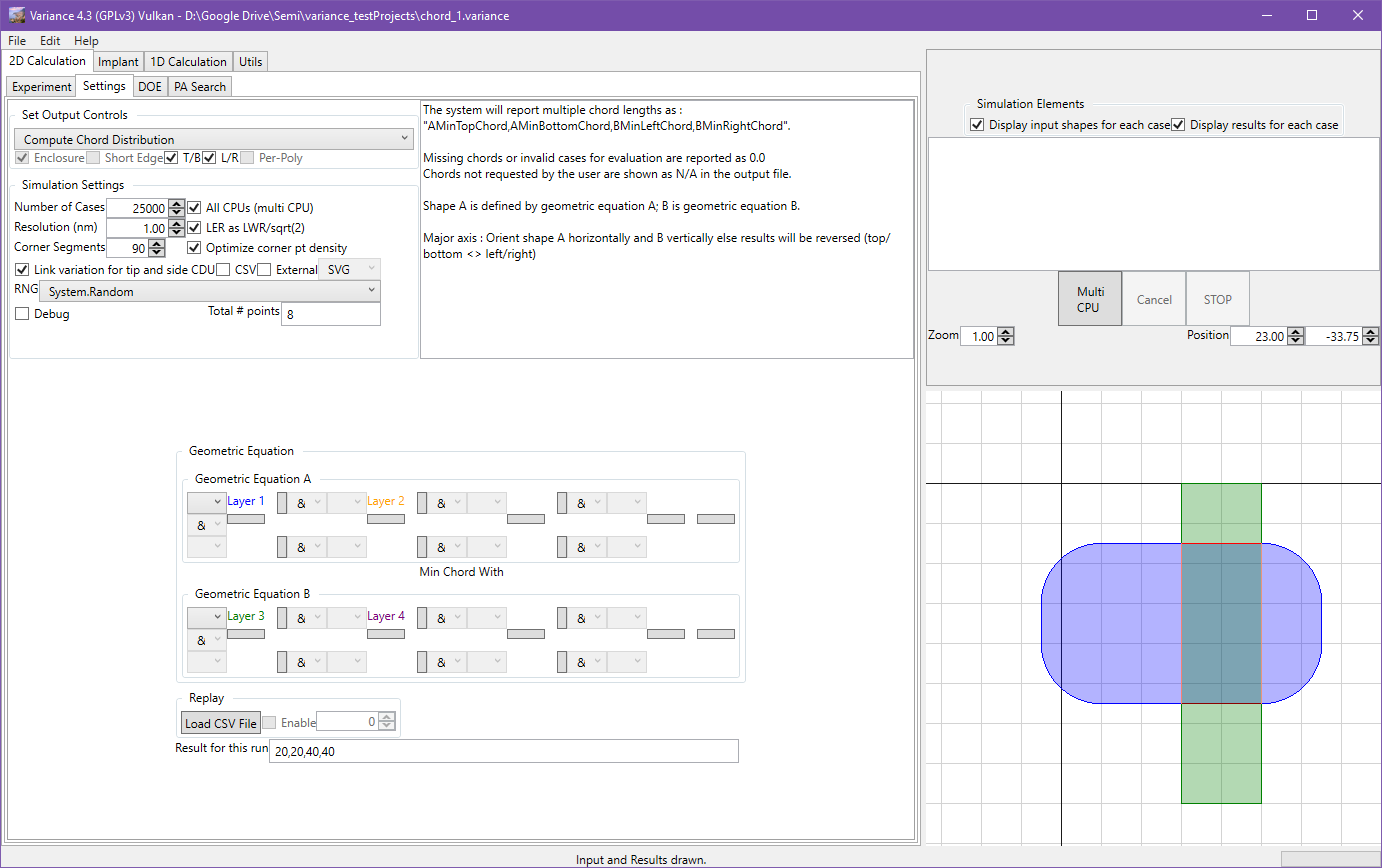 Variance 4.3 (GPLv3) Vulkan - D:\Google Drive\Semi\variance_testProjects\chord_1.variance
File Edit Help
2D Calculation Implant 1D Calculation Utils
Experiment Settings DOE PA Search
Set Output Controls
Compute Chord Distribution
Enclosure Short Edge T/B L/R Per-Poly
Simulation Settings
Number of Cases 25000 All CPUs (multi CPU)
Resolution (nm) 1.00 LER as LWR/sqrt(2)
Corner Segments 90 Optimize corner pt density
Link variation for tip and side CDU CSV External SVG
RNG System.Random
Debug Total # points 8
The system will report multiple chord lengths as :
"AMinTopChord,AMinBottomChord,BMinLeftChord,BMinRightChord".
Missing chords or invalid cases for evaluation are reported as 0.0
Chords not requested by the user are shown as N/A in the output file.
Shape A is defined by geometric equation A; B is geometric equation B.
Major axis : Orient shape A horizontally and B vertically else results will be reversed (top/
bottom <> left/right)
Geometric Equation
Geometric Equation A
Layer 1 & Layer 2 & &
&
& & &
Min Chord With
Geometric Equation B
Layer 3 & Layer 4 & &
&
& & &
Replay
Load CSV File Enable 0
Result for this run 20,20,40,40
Simulation Elements
Display input shapes for each case Display results for each case
Multi
CPU
Cancel STOP
Zoom 1.00 Position 23.00 -33.75
Input and Results drawn.